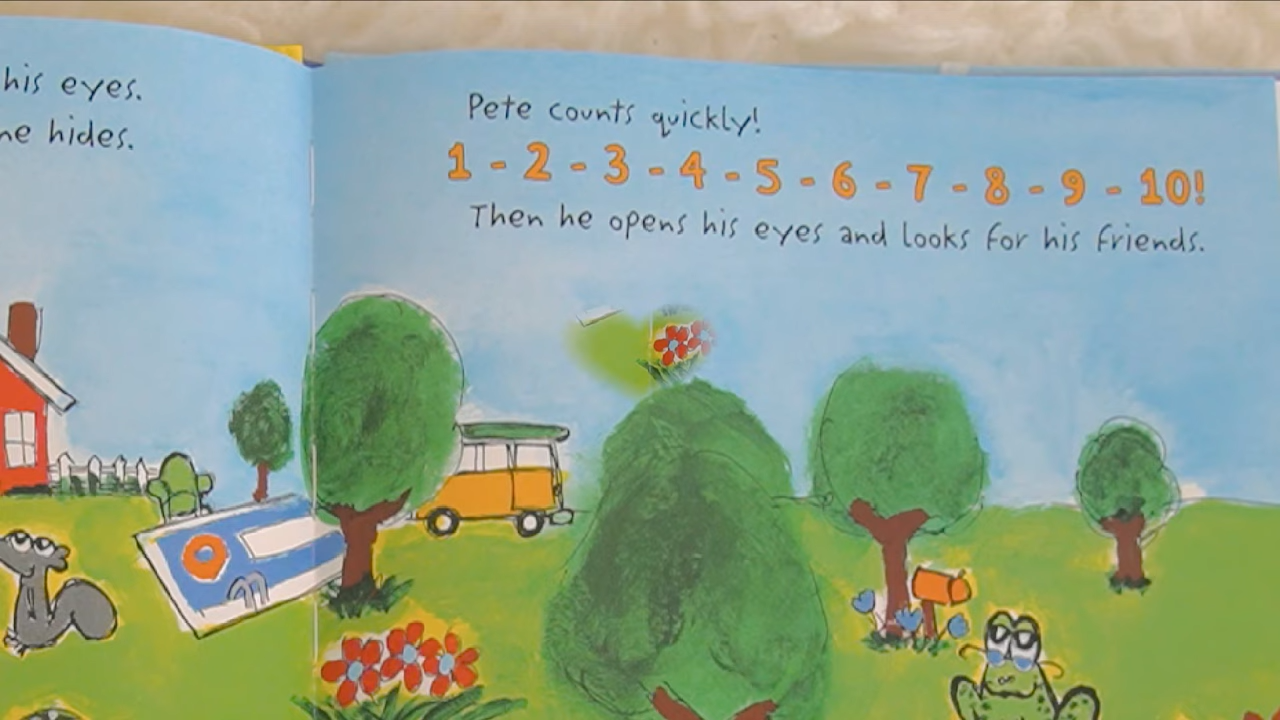 his eyes.
he hides.
Pete counts quickly!
1 - 2 - 3 - 4 - 5 - 6 - 7 - 8 - 9 - 10!
Then he opens his eyes and looks for his friends.